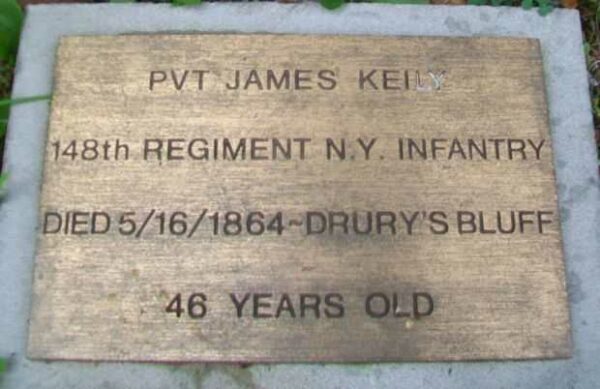 PVT JAMES KEILY
148th REGIMENT N.Y. INFANTRY
DIED 5/16/1864~DRURY'S BLUFF
46 YEARS OLD